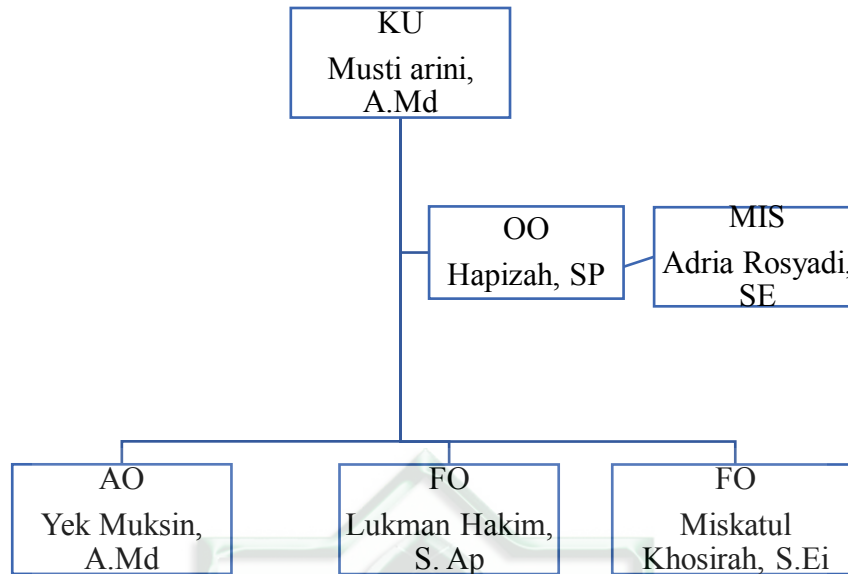 KU
Musti arini,
A.Md
OO
Hapizah, SP
MIS
Adria Rosyadi,
SE
AO
Yek Muksin,
A.Md
FO
Lukman Hakim,
S. Ap
FO
Miskatul
Khosirah, S.Ei